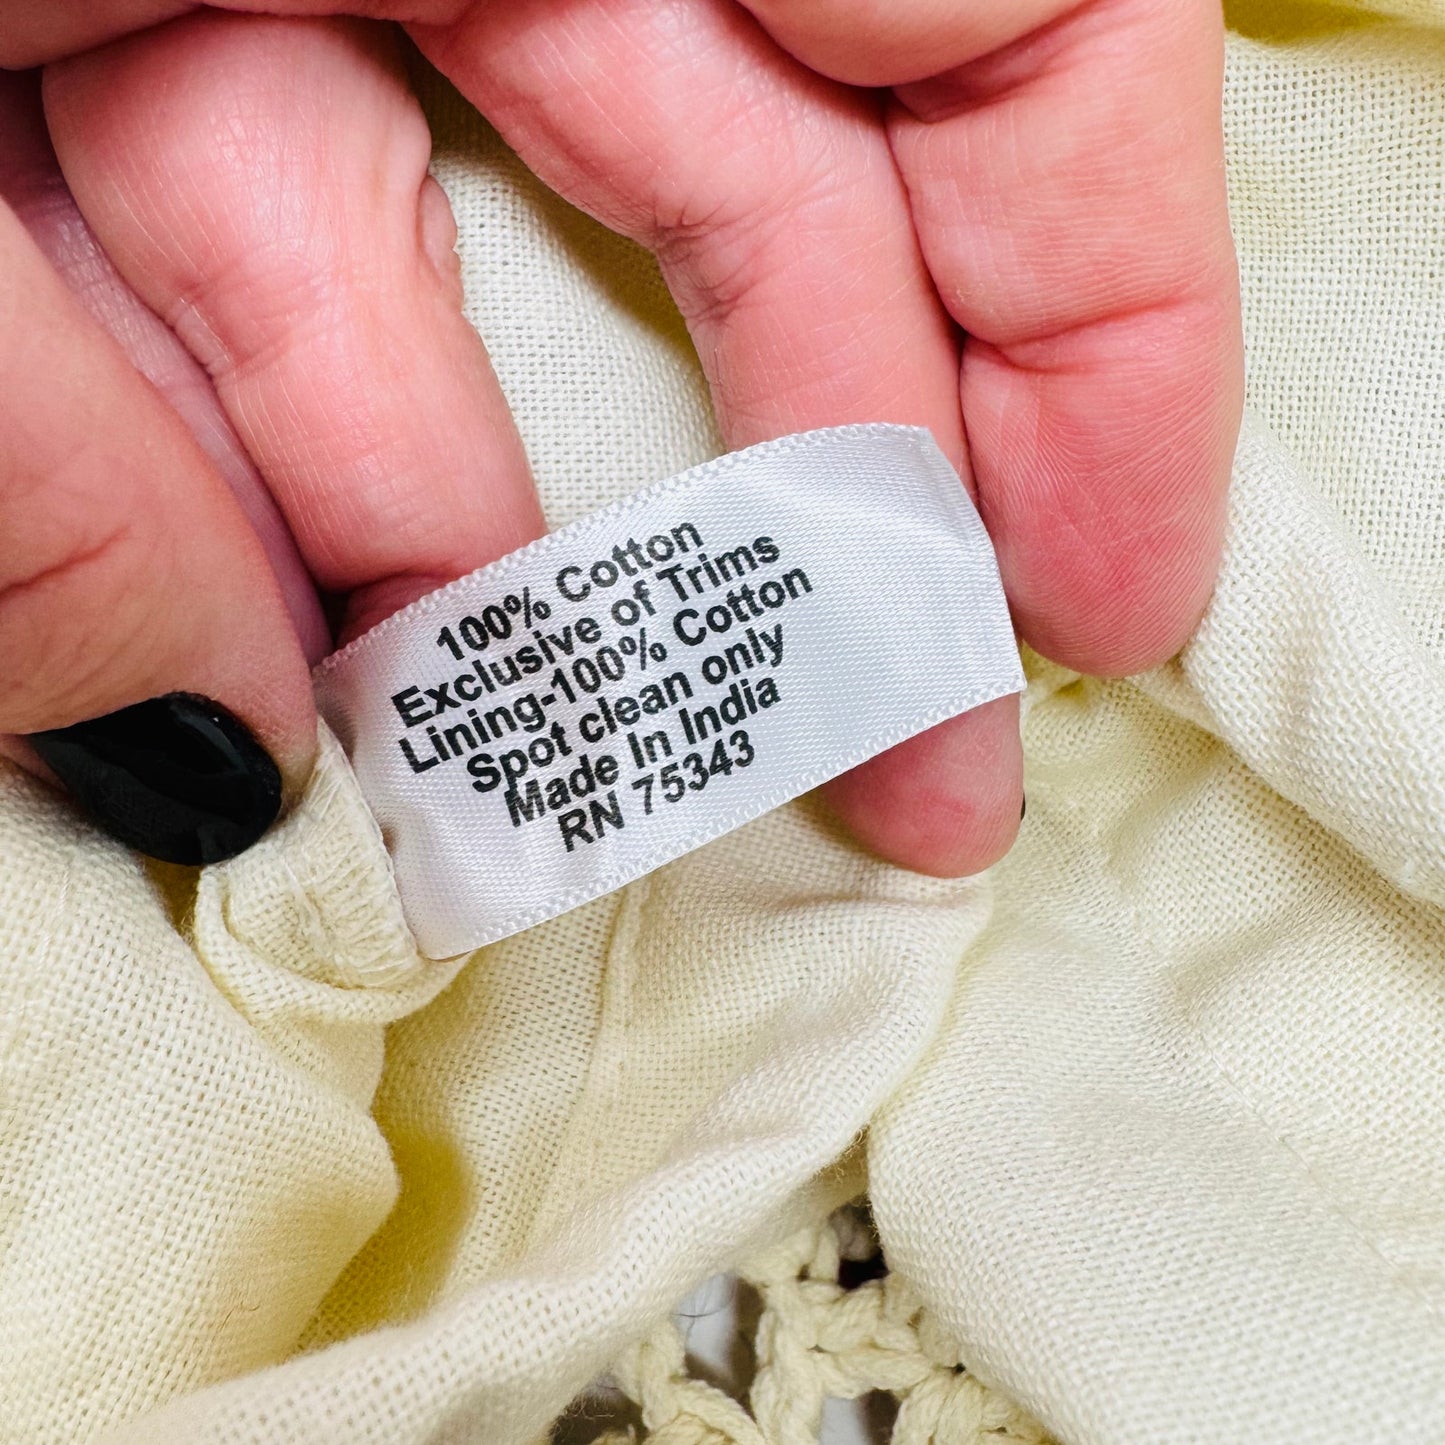 100% Cotton
Exclusive of Trims
Lining-100% Cotton
Spot clean only
Made In India
RN 75343